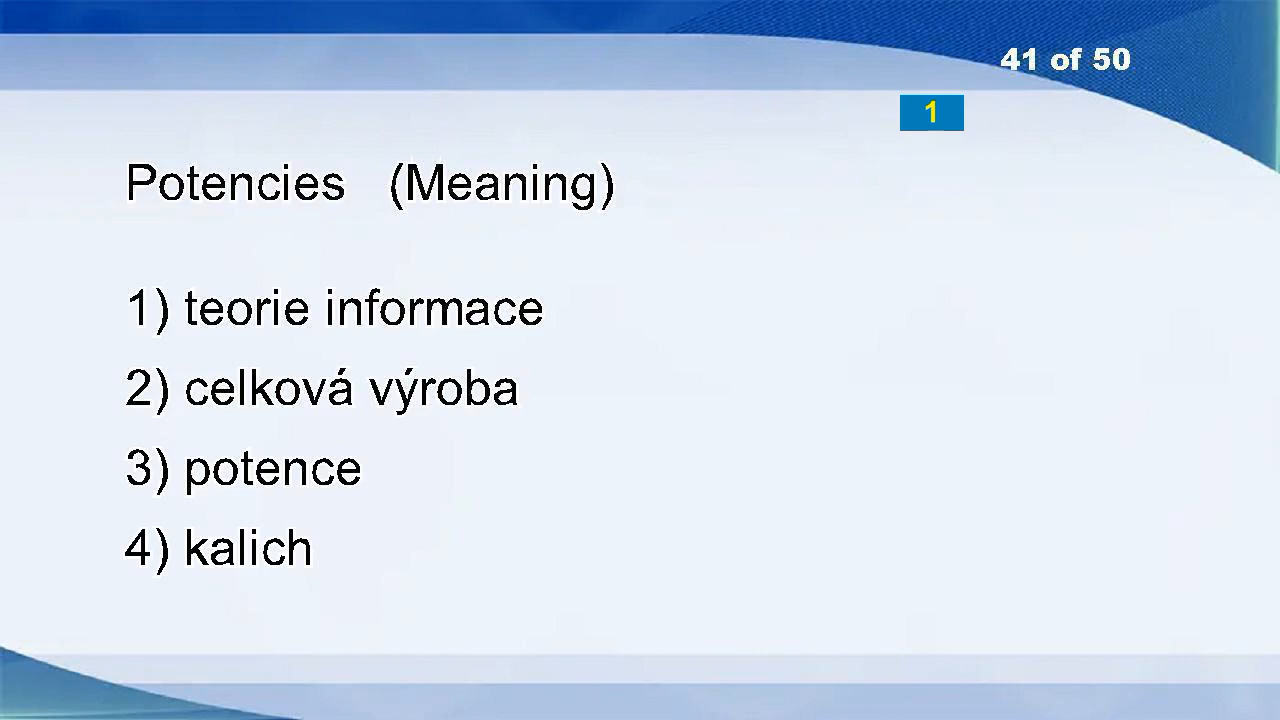 41 of 50
1
Potencies (Meaning)
1) teorie informace
2) celková výroba
3) potence
4) kalich